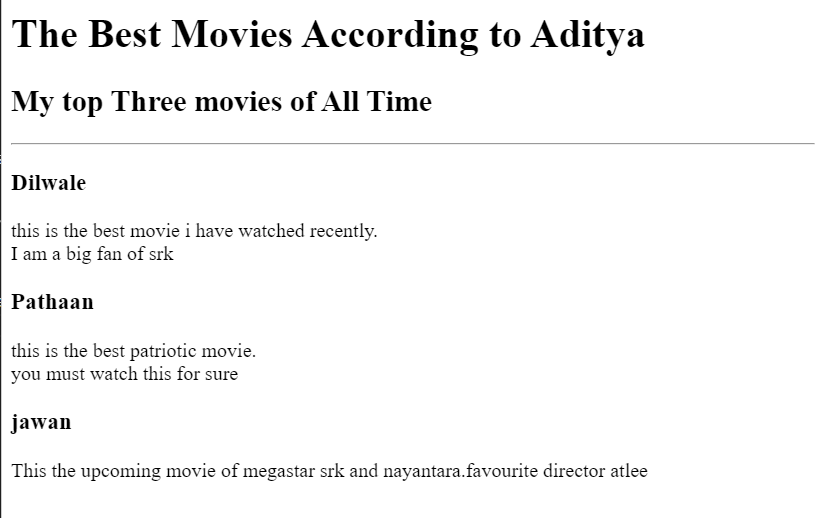 The Best Movies According to Aditya
My top Three movies of All Time
Dilwale
this is the best movie i have watched recently.
I am a big fan of srk
Pathaan
this is the best patriotic movie.
you must watch this for sure
jawan
This the upcoming movie of megastar srk and nayantara.favourite director atlee